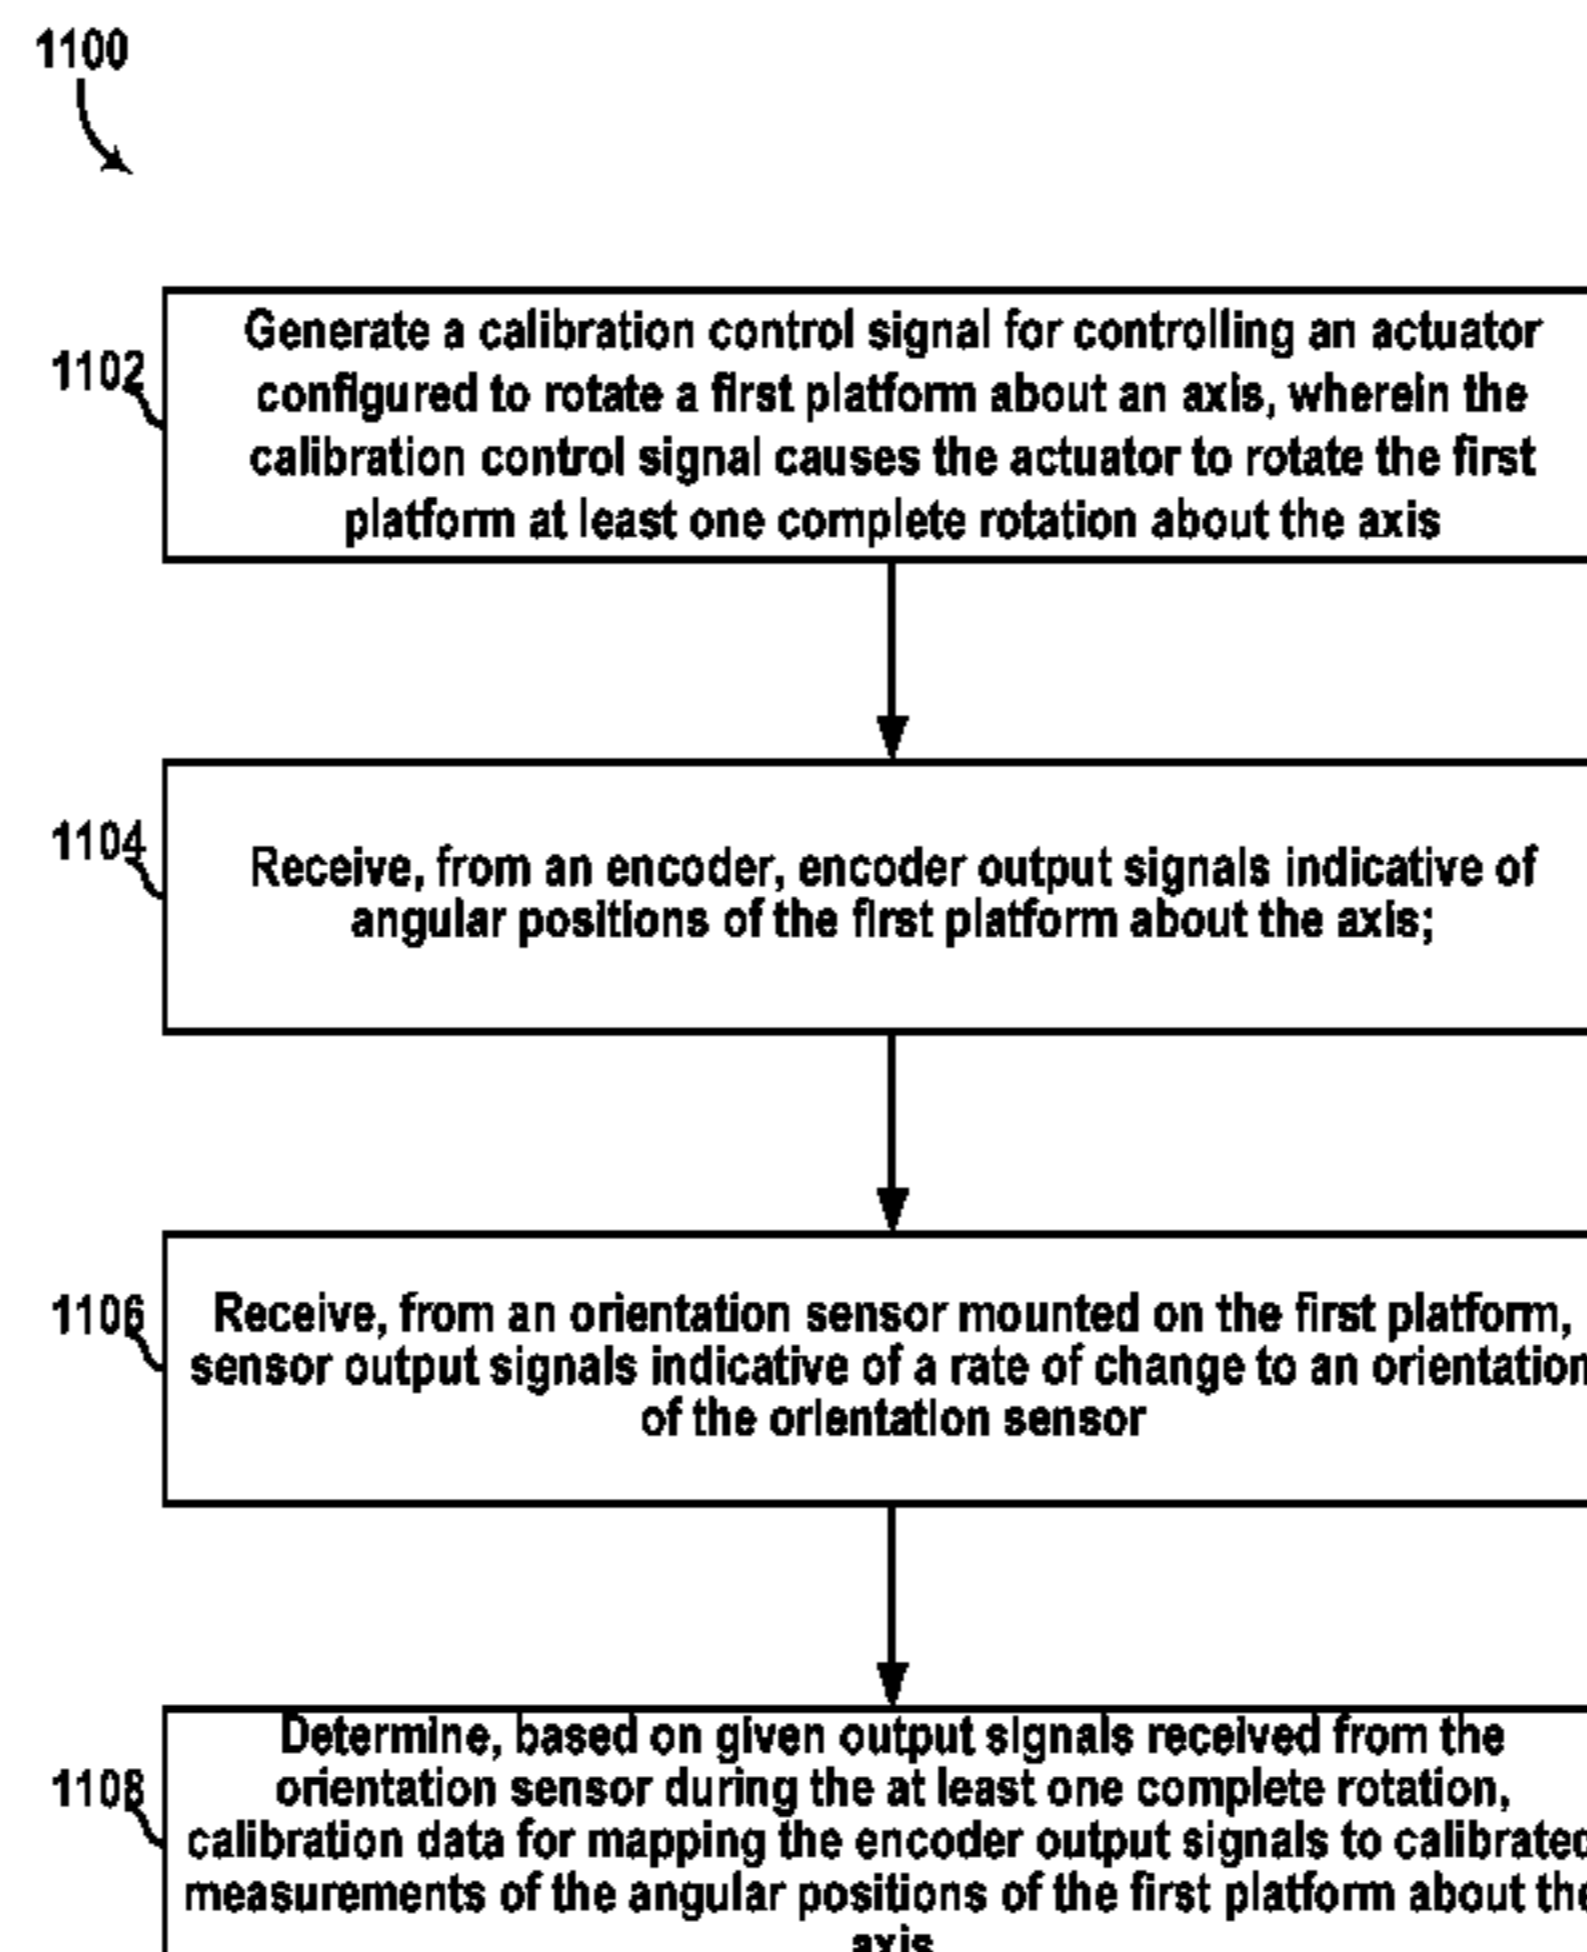 1100
1102
Generate a calibration control signal for controlling an actuator
configured to rotate a first platform about an axis, wherein the
calibration control signal causes the actuator to rotate the first
platform at least one complete rotation about the axis
1104
Receive, from an encoder, encoder output signals indicative of
angular positions of the first platform about the axis;
1106
Receive, from an orientation sensor mounted on the first platform,
sensor output signals indicative of a rate of change to an orientation
of the orientation sensor
1108
Determine, based on given output signals received from the
orientation sensor during the at least one complete rotation,
calibration data for mapping the encoder output signals to calibrated
measurements of the angular positions of the first platform about the
axis